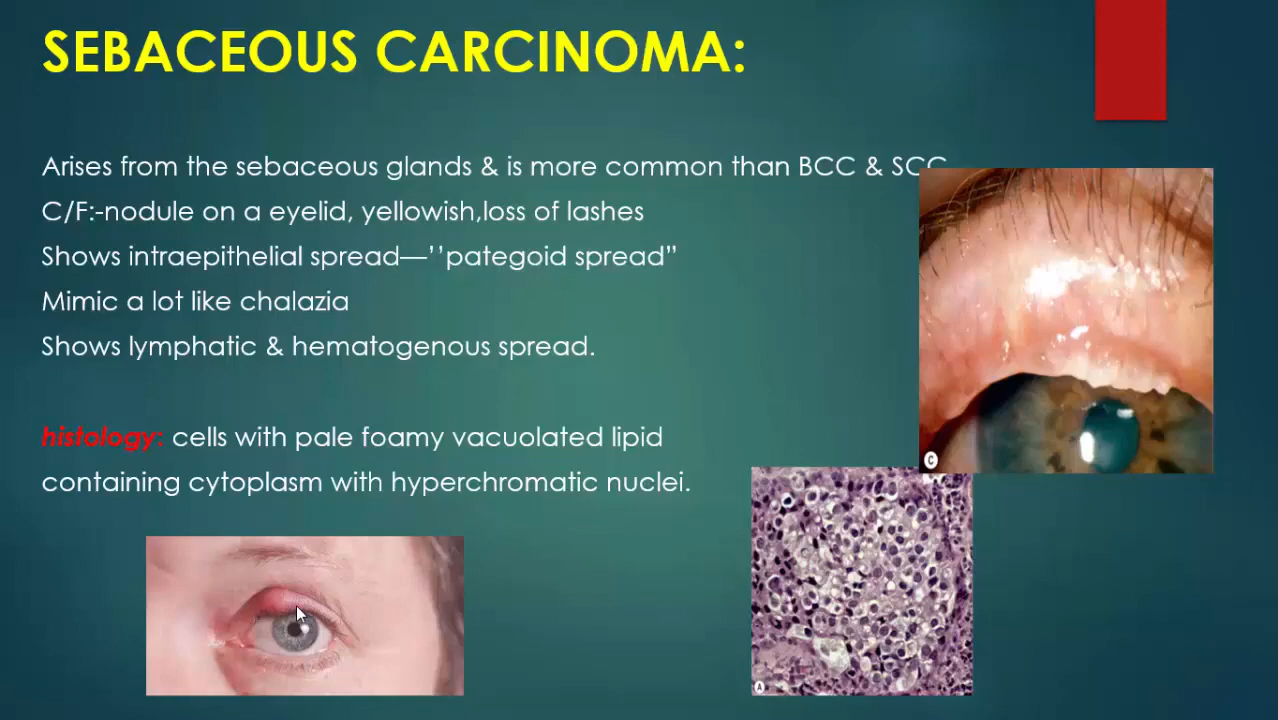 SEBACEOUS CARCINOMA:
Arises from the sebaceous glands & is more common than BCC & SCC
C/F:-nodule on a eyelid, yellowish,loss of lashes
Shows intraepithelial spread—’’pategoid spread”
Mimic a lot like chalazia
Shows lymphatic & hematogenous spread.
histology: cells with pale foamy vacuolated lipid
containing cytoplasm with hyperchromatic nuclei.
C
A